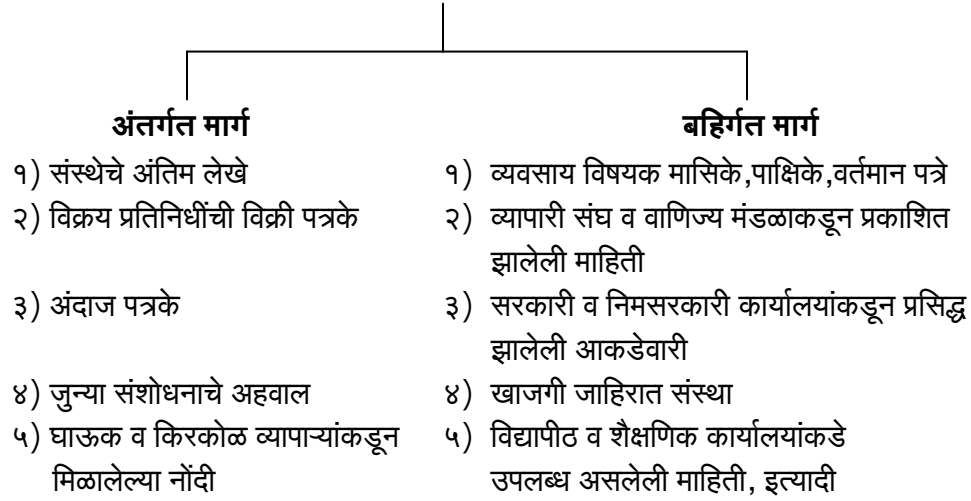 अंतर्गत मार्ग
१) संस्थेचे अंतिम लेखे
२) विक्रय प्रतिनिधींची विक्री पत्रके
३) अंदाज पत्रके
४) जुन्या संशोधनाचे अहवाल
५) घाऊक व किरकोळ व्यापाऱ्यांकडून
मिळालेल्या नोंदी
बहिर्गत मार्ग
१) व्यवसाय विषयक मासिके,पाक्षिके,वर्तमान पत्रे
२) व्यापारी संघ व वाणिज्य मंडळाकडून प्रकाशित
झालेली माहिती
३) सरकारी व निमसरकारी कार्यालयांकडून प्रसिद्ध
झालेली आकडेवारी
४) खाजगी जाहिरात संस्था
५) विद्यापीठ व शैक्षणिक कार्यालयांकडे
उपलब्ध असलेली माहिती, इत्यादी